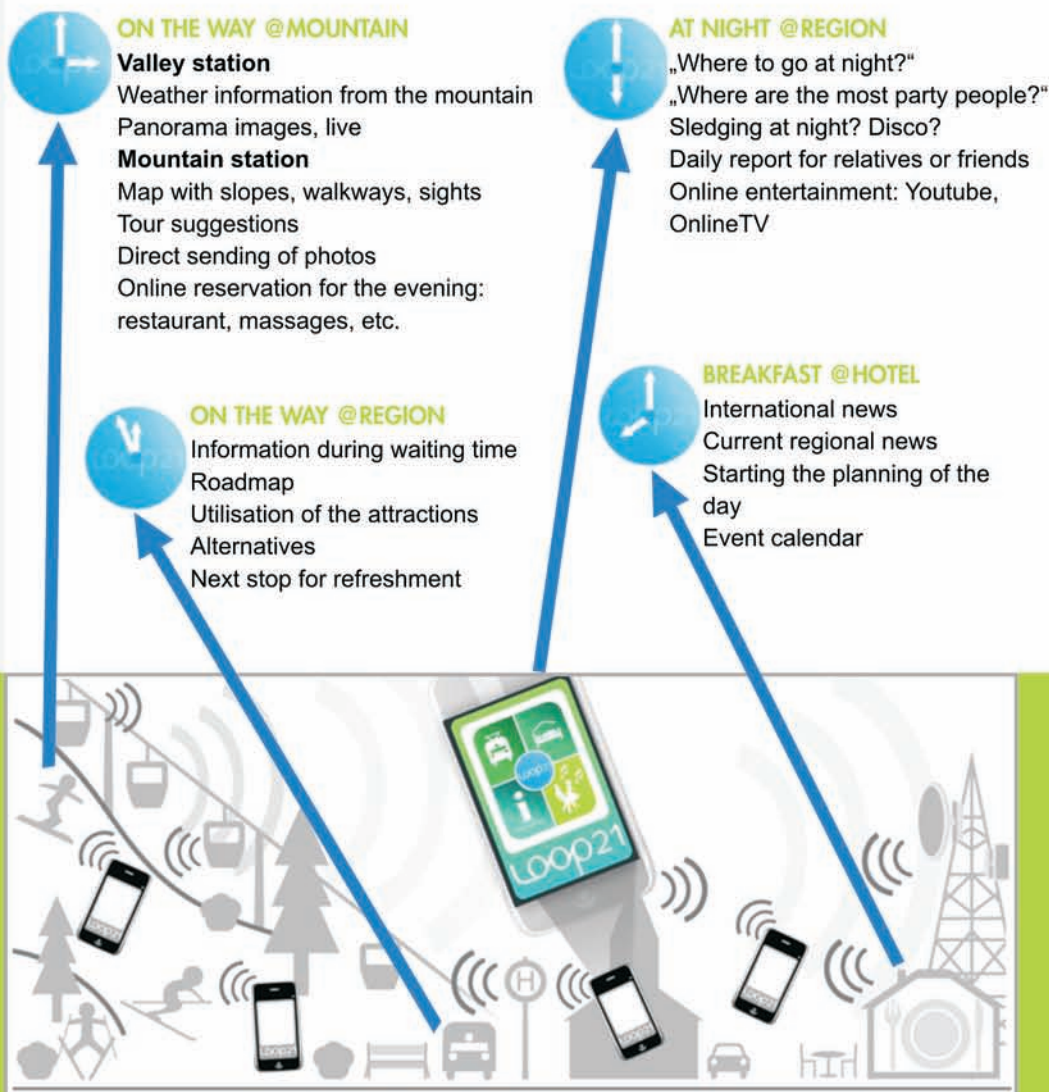 ON THE WAY @MOUNTAIN
Valley station
Weather information from the mountain
Panorama images, live
Mountain station
Map with slopes, walkways, sights
Tour suggestions
Direct sending of photos
Online reservation for the evening:
restaurant, massages, etc.
AT NIGHT @REGION
„Where to go at night?“
„Where are the most party people?“
Sledging at night? Disco?
Daily report for relatives or friends
Online entertainment: Youtube,
OnlineTV
ON THE WAY @REGION
Information during waiting time
Roadmap
Utilisation of the attractions
Alternatives
Next stop for refreshment
BREAKFAST @HOTEL
International news
Current regional news
Starting the planning of the
day
Event calendar
LOOP21
i
LOOP21
H